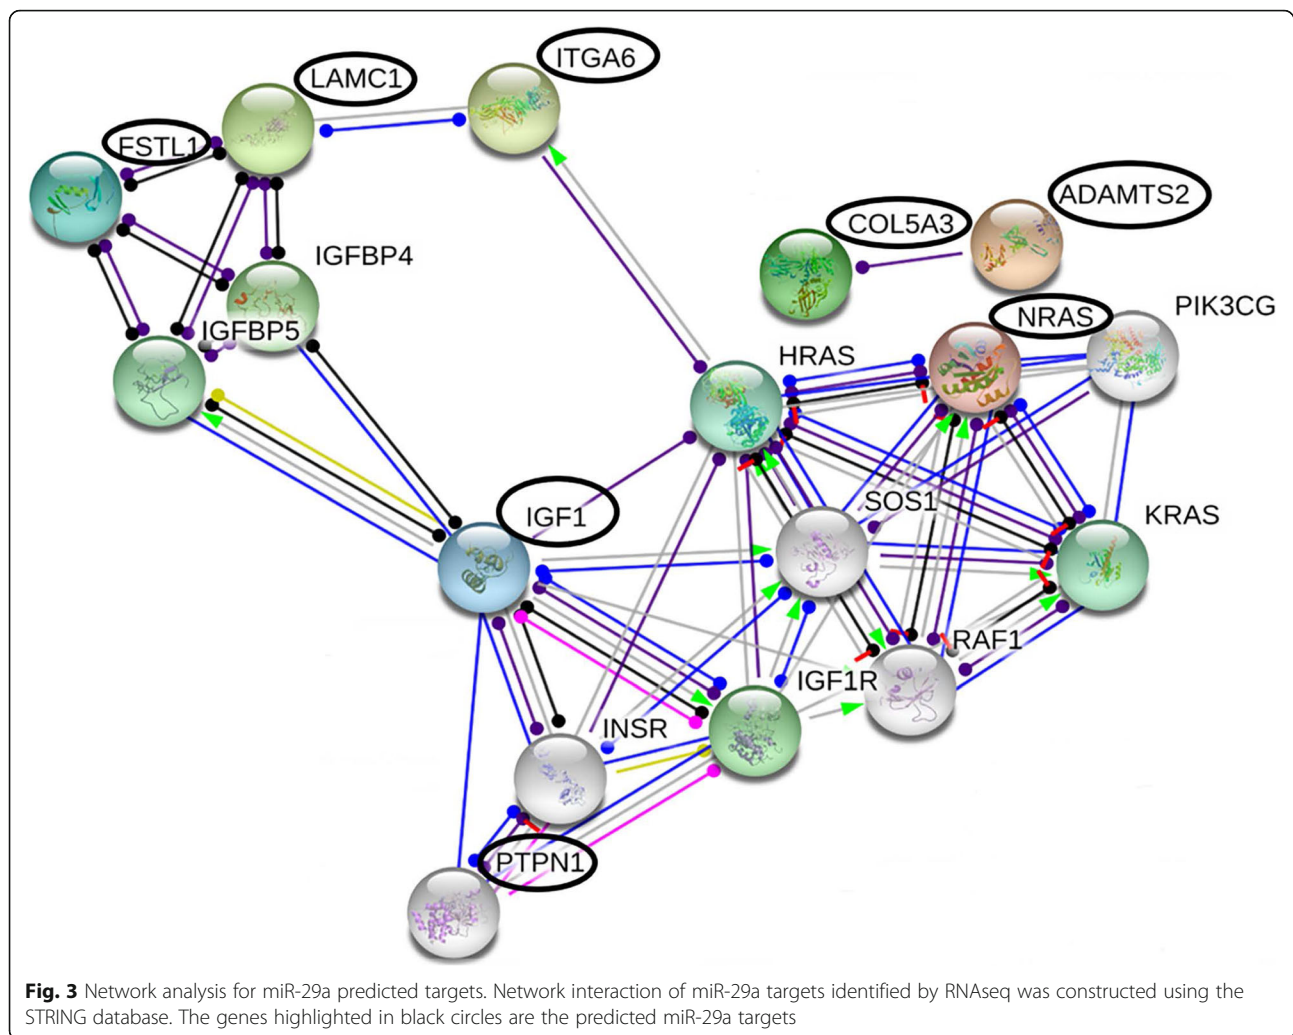 ITGA6
LAMC1
FSTL1
ADAMTS2
COL5A3
IGFBP4
PIK3CG
NRAS
IGFBP5
HRAS
SOS1
IGF1
KRAS
RAF1
IGF1R
INSR
PTPN1
Fig. 3 Network analysis for miR-29a predicted targets. Network interaction of miR-29a targets identified by RNAseq was constructed using the
STRING database. The genes highlighted in black circles are the predicted miR-29a targets